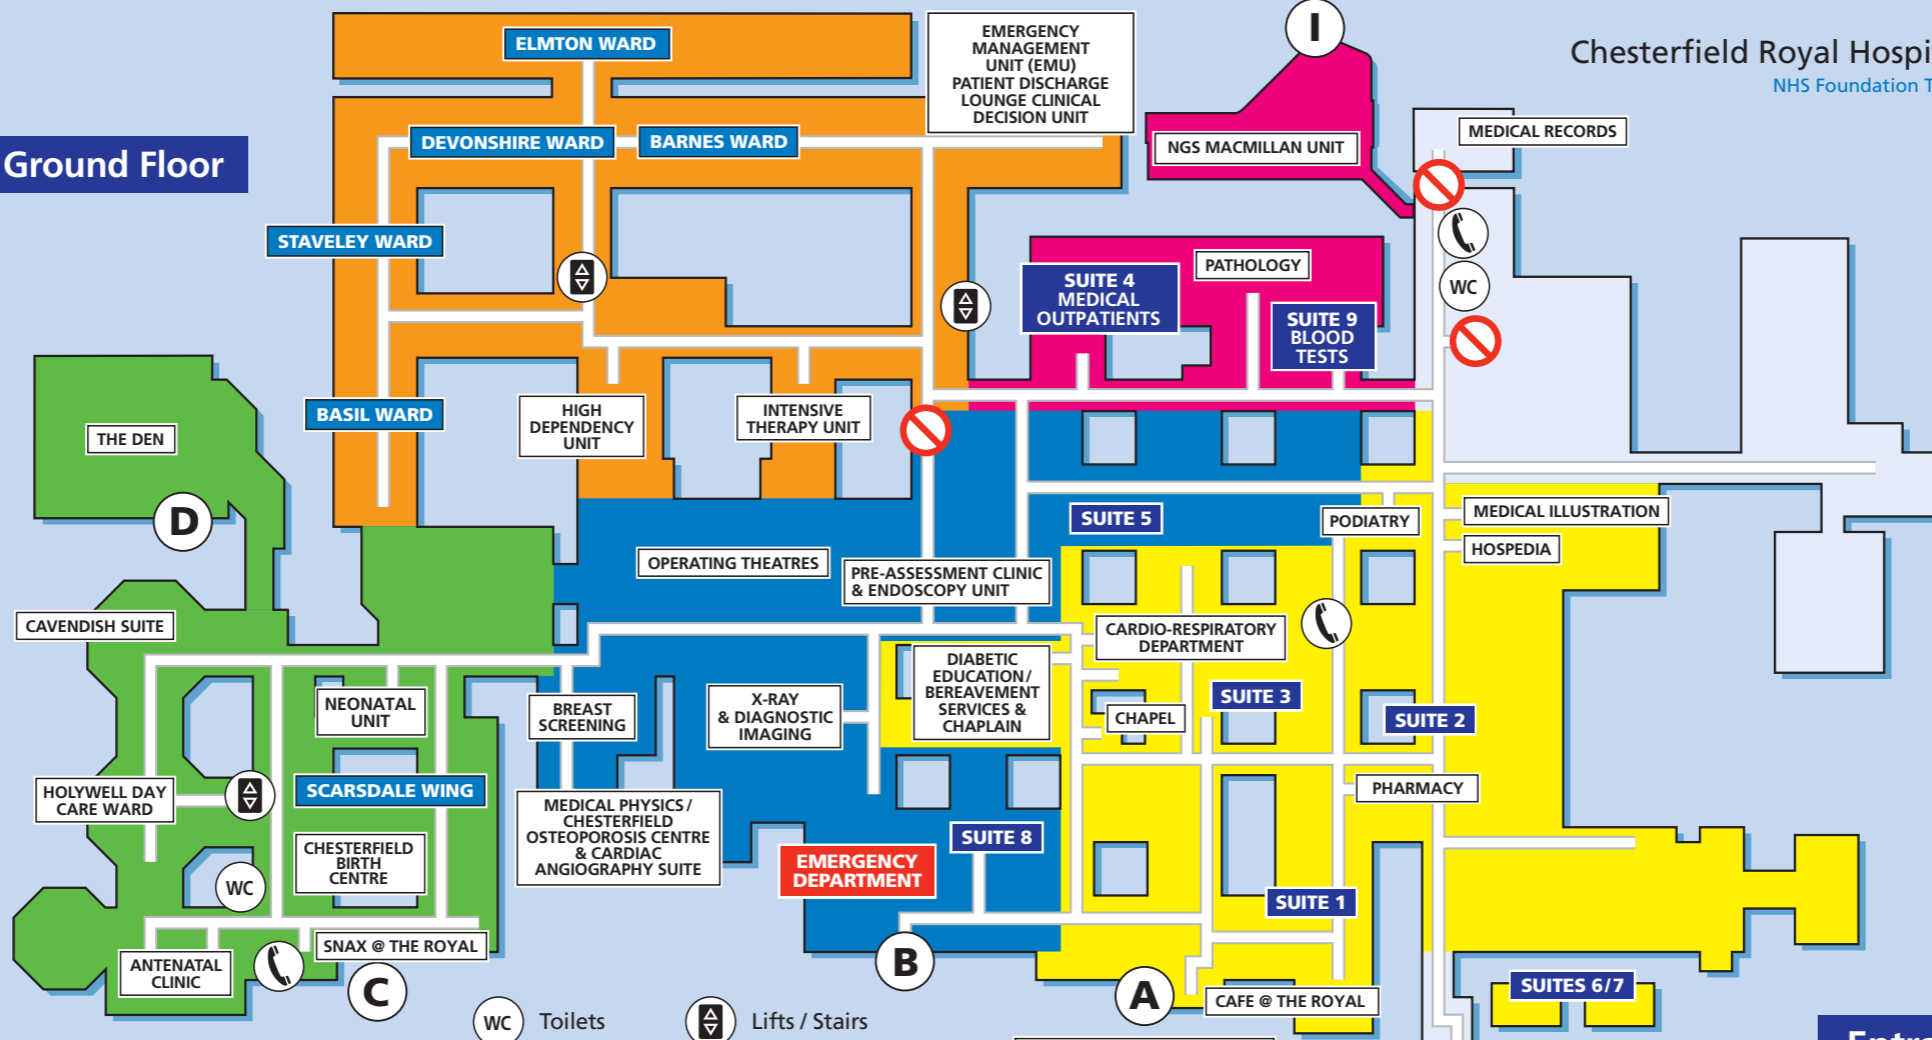 Chesterfield Royal Hospi
NHS Foundation T
Ground Floor
ELMTON WARD
EMERGENCY
MANAGEMENT
UNIT (EMU)
PATIENT DISCHARGE
LOUNGE CLINICAL
DECISION UNIT
I
DEVONSHIRE WARD
BARNES WARD
NGS MACMILLAN UNIT
MEDICAL RECORDS
STAVELEY WARD
PATHOLOGY
SUITE 4
MEDICAL
OUTPATIENTS
WC
SUITE 9
BLOOD
TESTS
BASIL WARD
HIGH
DEPENDENCY
UNIT
INTENSIVE
THERAPY UNIT
THE DEN
D
SUITE 5
PODIATRY
MEDICAL ILLUSTRATION
HOSPEDIA
OPERATING THEATRES
PRE-ASSESSMENT CLINIC
& ENDOSCOPY UNIT
CAVENDISH SUITE
CARDIO-RESPIRATORY
DEPARTMENT
NEONATAL
UNIT
BREAST
SCREENING
X-RAY
& DIAGNOSTIC
IMAGING
DIABETIC
EDUCATION/
BEREAVEMENT
SERVICES &
CHAPLAIN
CHAPEL
SUITE 3
SUITE 2
HOLYWELL DAY
CARE WARD
SCARSDALE WING
PHARMACY
MEDICAL PHYSICS/
CHESTERFIELD
OSTEOPOROSIS CENTRE
& CARDIAC
ANGIOGRAPHY SUITE
CHESTERFIELD
BIRTH
CENTRE
SUITE 8
EMERGENCY
DEPARTMENT
WC
SUITE 1
SNAX @ THE ROYAL
ANTENATAL
CLINIC
C
B
A
CAFE @ THE ROYAL
SUITES 6/7
WC Toilets
Lifts / Stairs